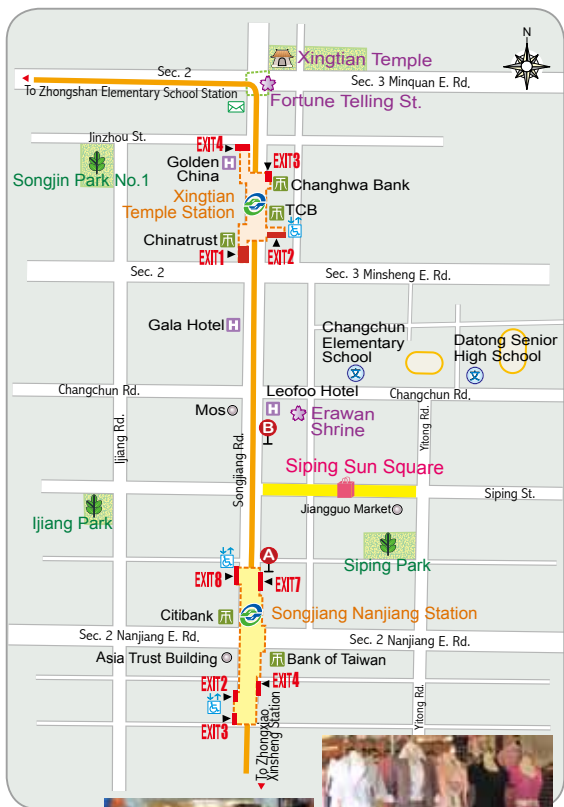 N
Xingtian Temple
Sec. 2
Sec. 3 Minquan E. Rd.
To Zhongshan Elementary School Station
Fortune Telling St.
Jinzhou St.
EXIT4
Golden
China
EXIT3
Songjin Park No.1
Changhwa Bank
Xingtian
Temple Station
TCB
Chinatrust
EXIT1
EXIT2
Sec. 2
Sec. 3 Minsheng E. Rd.
Gala Hotel
H
Changchun
Elementary
School
文
Datong Senior
High School
文
Changchun Rd.
Leofoo Hotel
H
Changchun Rd.
Mos
Erawan
Shrine
B
Ijiang Rd.
Songjiang Rd.
Yitong Rd.
Siping Sun Square
Siping St.
Jiangguo Market
Ijiang Park
Siping Park
A
EXIT8
EXIT7
Citibank
Songjiang Nanjiang Station
Sec. 2 Nanjiang E. Rd.
Sec. 2 Nanjiang E. Rd.
Asia Trust Building
Bank of Taiwan
EXIT2
EXIT4
EXIT3
To Zhongxiao
Xinsheng Station
Yitong Rd.